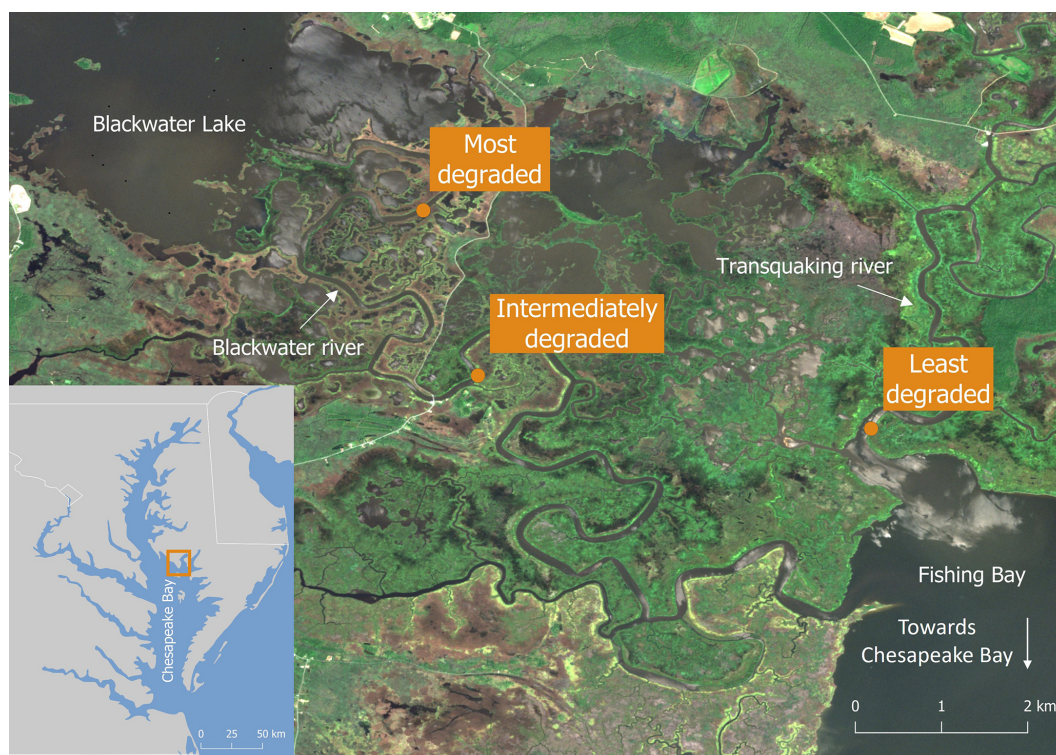 Blackwater Lake
Most
degraded
Transquaking river
Intermediately
degraded
Blackwater river
Least
degraded
Fishing Bay
Towards
Chesapeake Bay
0 1 2 km
Chesapeake Bay
0 25 50 km